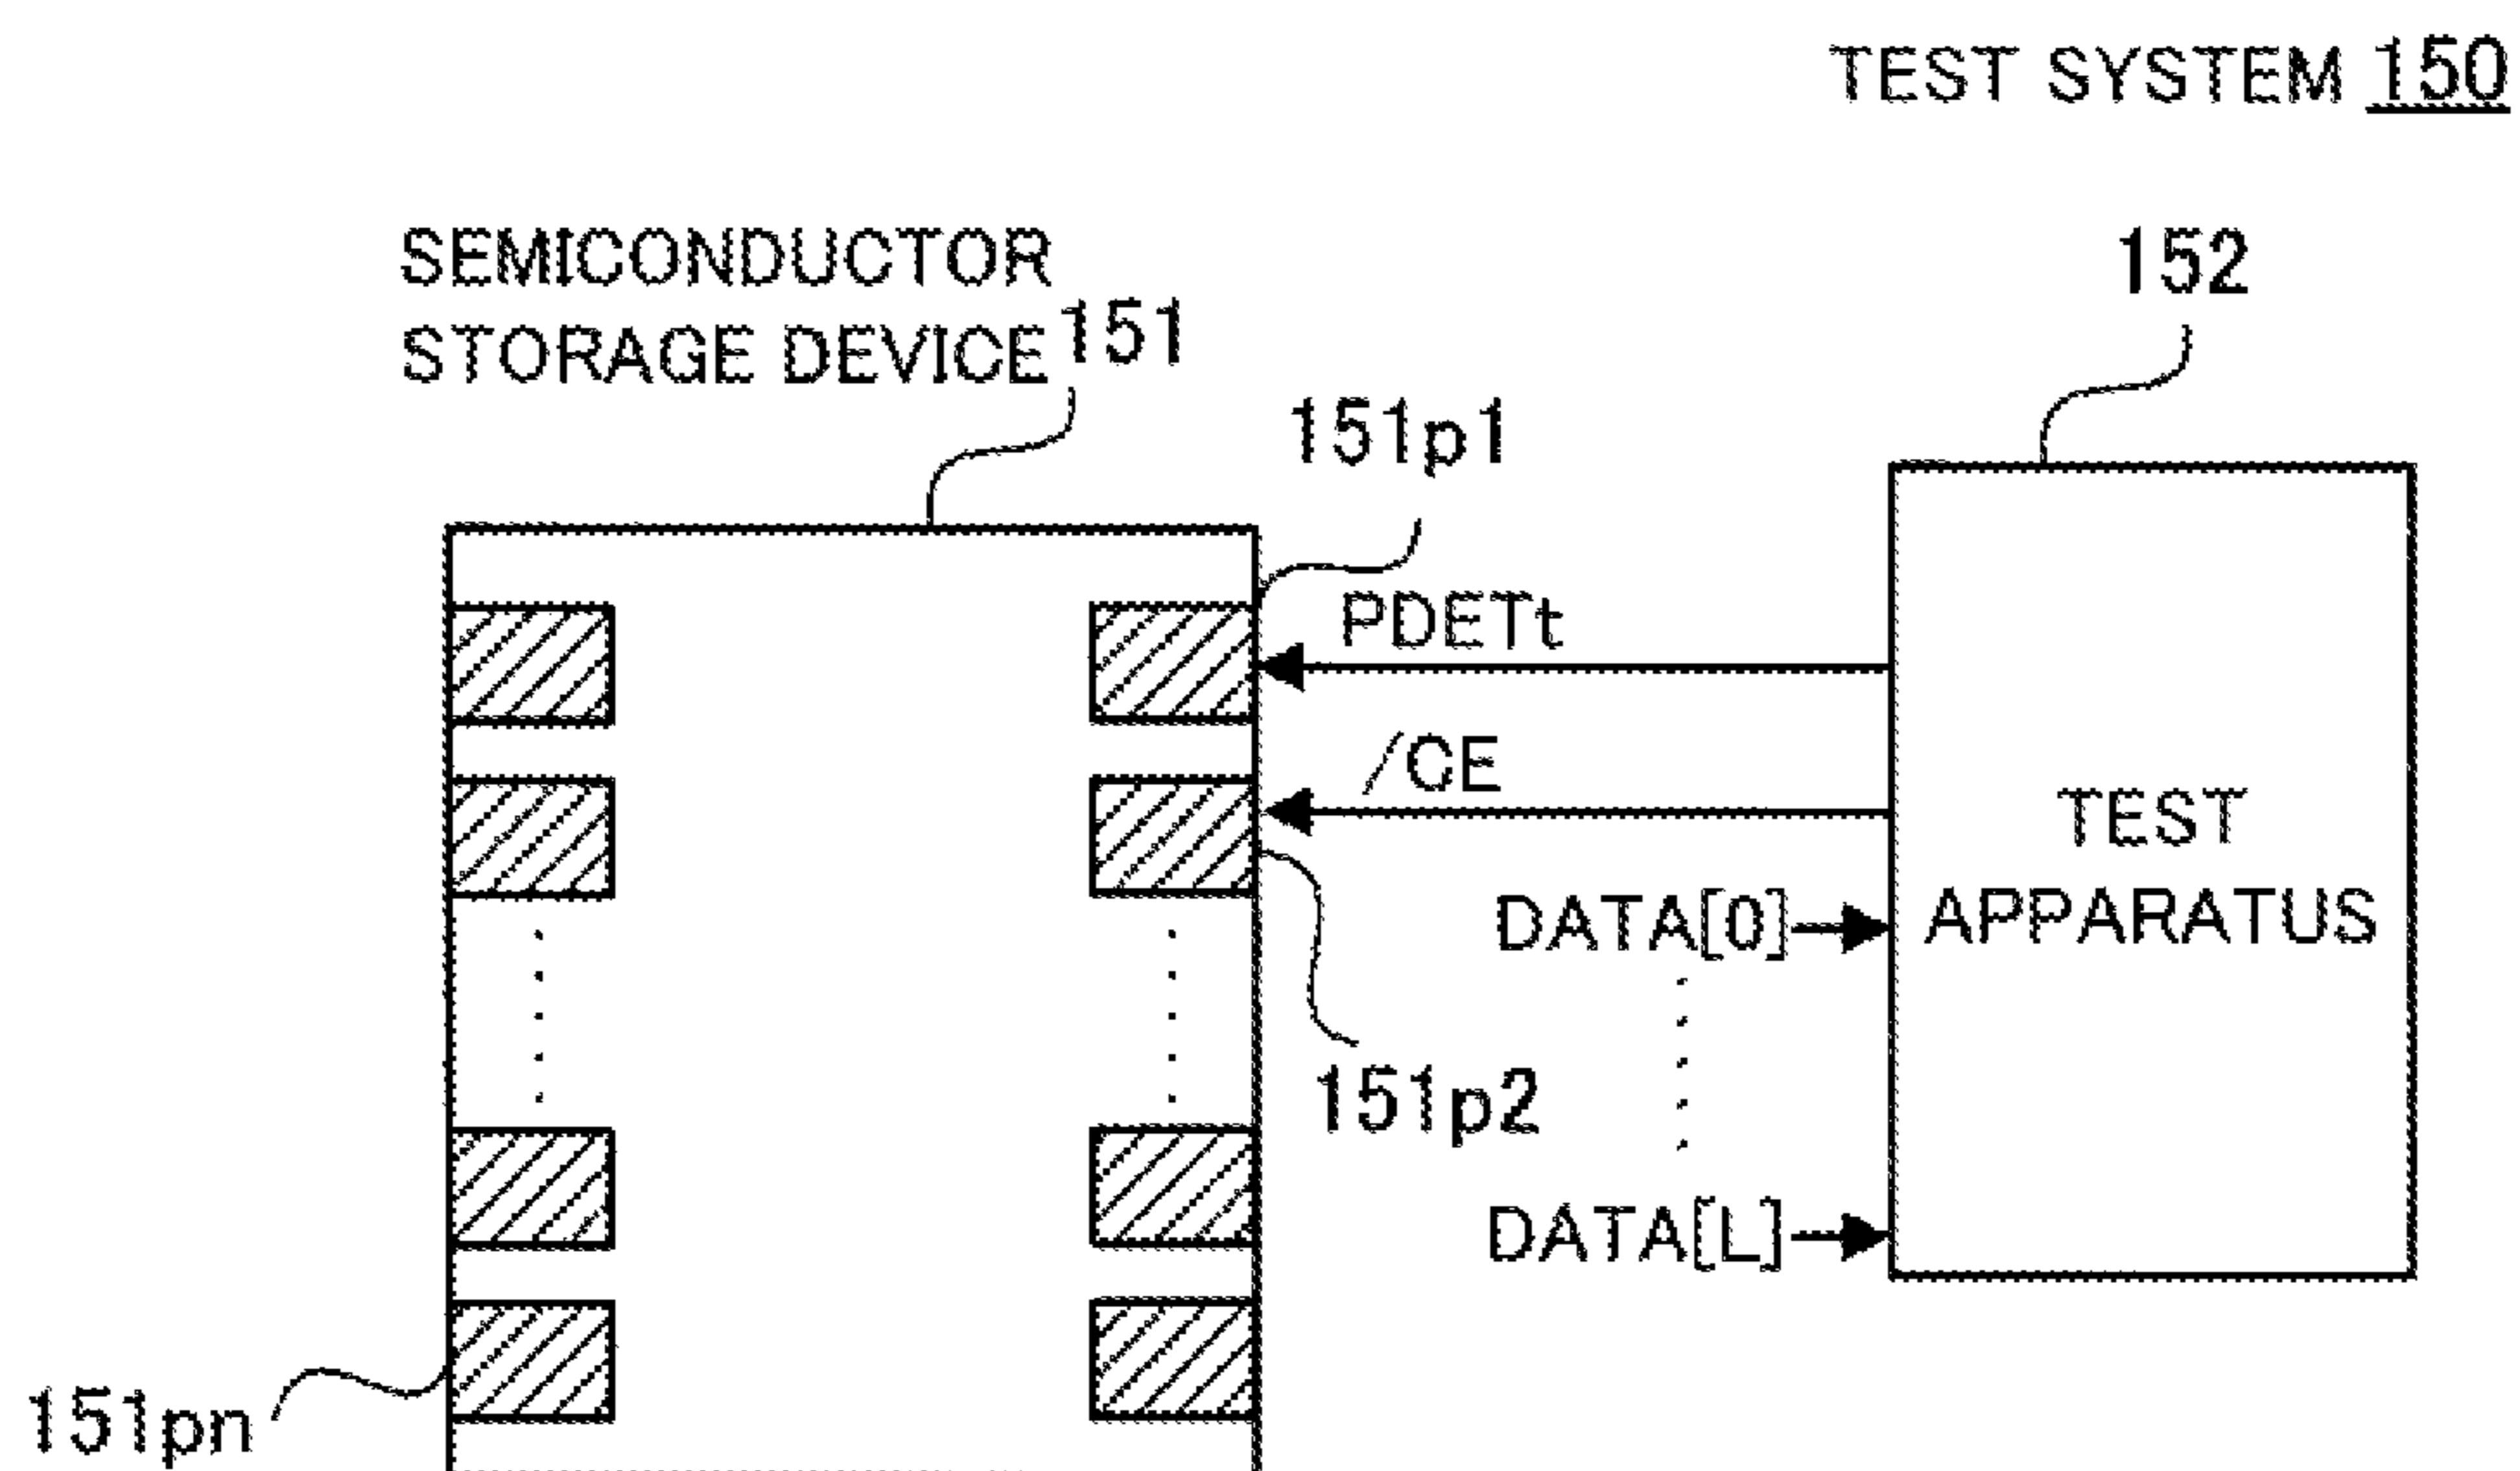 TEST SYSTEM 150
SEMICONDUCTOR
STORAGE DEVICE 151
152
151p1
PDETt
/CE
TEST
APPARATUS
DATA[0]
151p2
DATA[L]
151pn